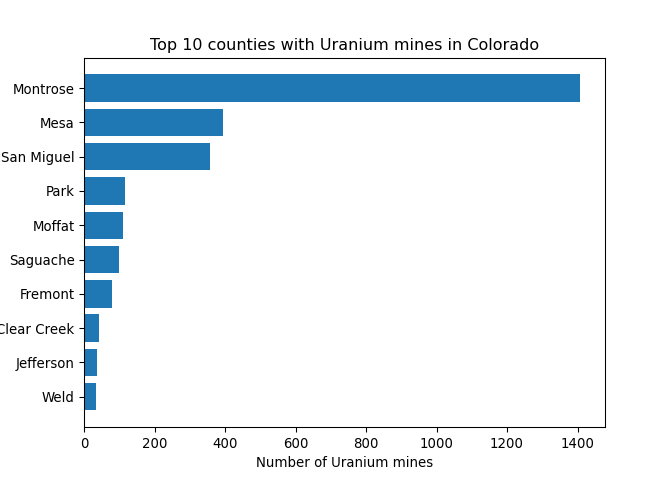 Top 10 counties with Uranium mines in Colorado
Montrose
Mesa
San Miguel
Park
Moffat
Saguache
Fremont
Clear Creek
Jefferson
Weld
0 200 400 600 800 1000 1200 1400
Number of Uranium mines